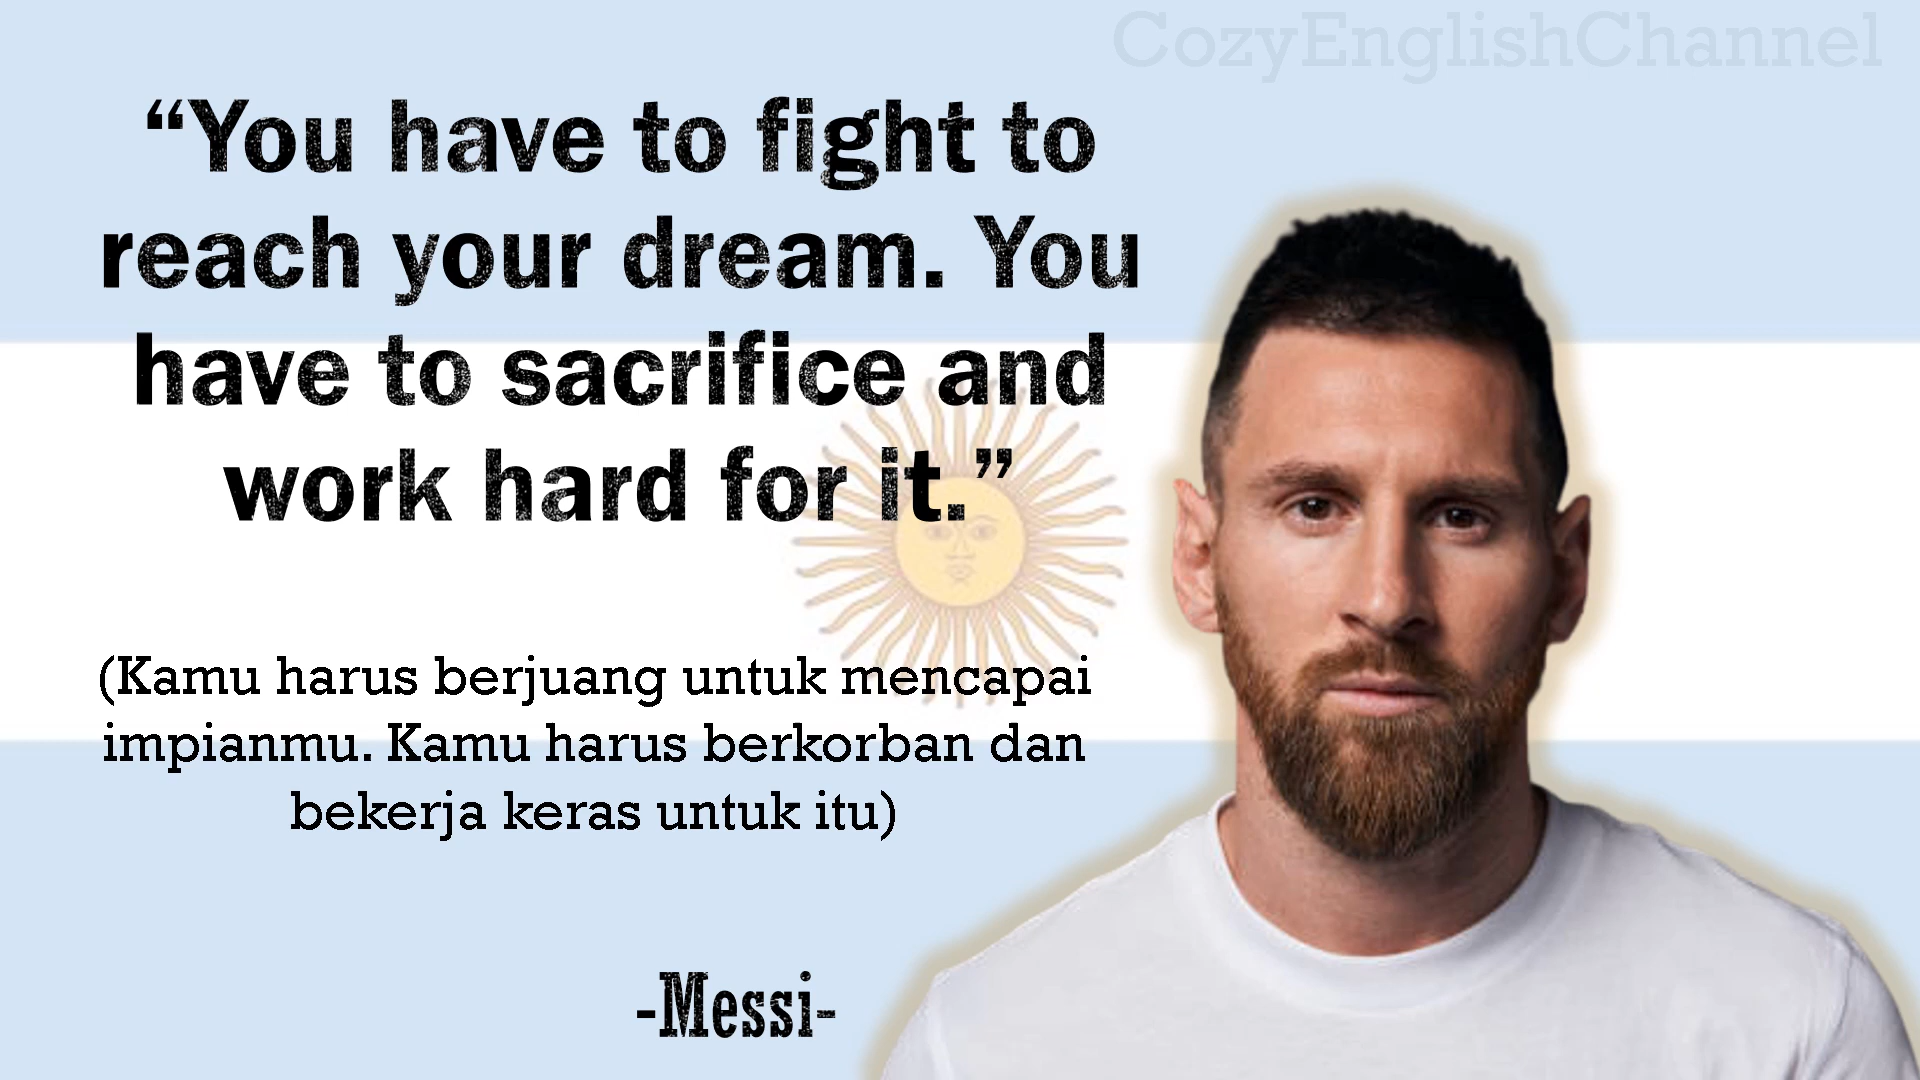 CozyEnglishChannel
“You have to fight to
reach your dream. You
have to sacrifice and
work hard for it.”
(Kamu harus berjuang untuk mencapai
impianmu. Kamu harus berkorban dan
bekerja keras untuk itu)
-Messi-